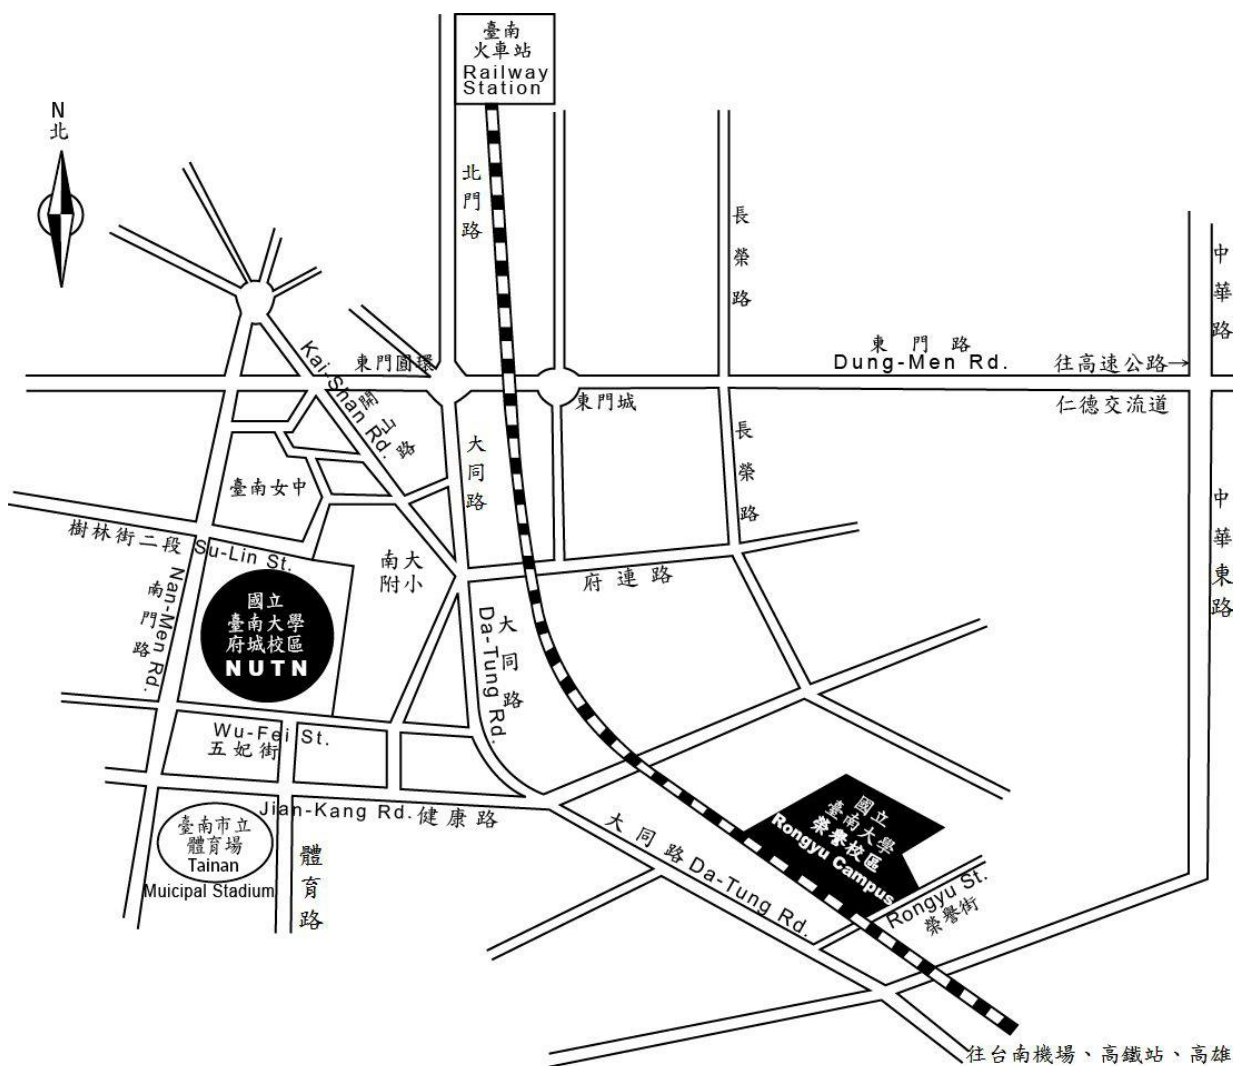 臺南
火車站
Railway
Station
N
北
北門路
長榮路
中華路
東門圓環
Kai-Shan Rd.
開山路
東門路
Dung-Men Rd.
往高速公路→
仁德交流道
東門城
大同路
長榮路
臺南女中
中華東路
樹林街二段
Su-Lin St.
南大
附小
府連路
Nan-Men Rd.
南門路
國立
臺南大學
府城校區
NUTN
Da-Tung Rd.
大同路
Wu-Fei St.
五妃街
Jian-Kang Rd. 健康路
臺南市立
體育場
Tainan
Muicipal Stadium
體育路
大同路 Da-Tung Rd.
國立
臺南大學
榮譽校區
Rongyu Campus
Rongyu St.
榮譽街
往台南機場、高鐵站、高雄